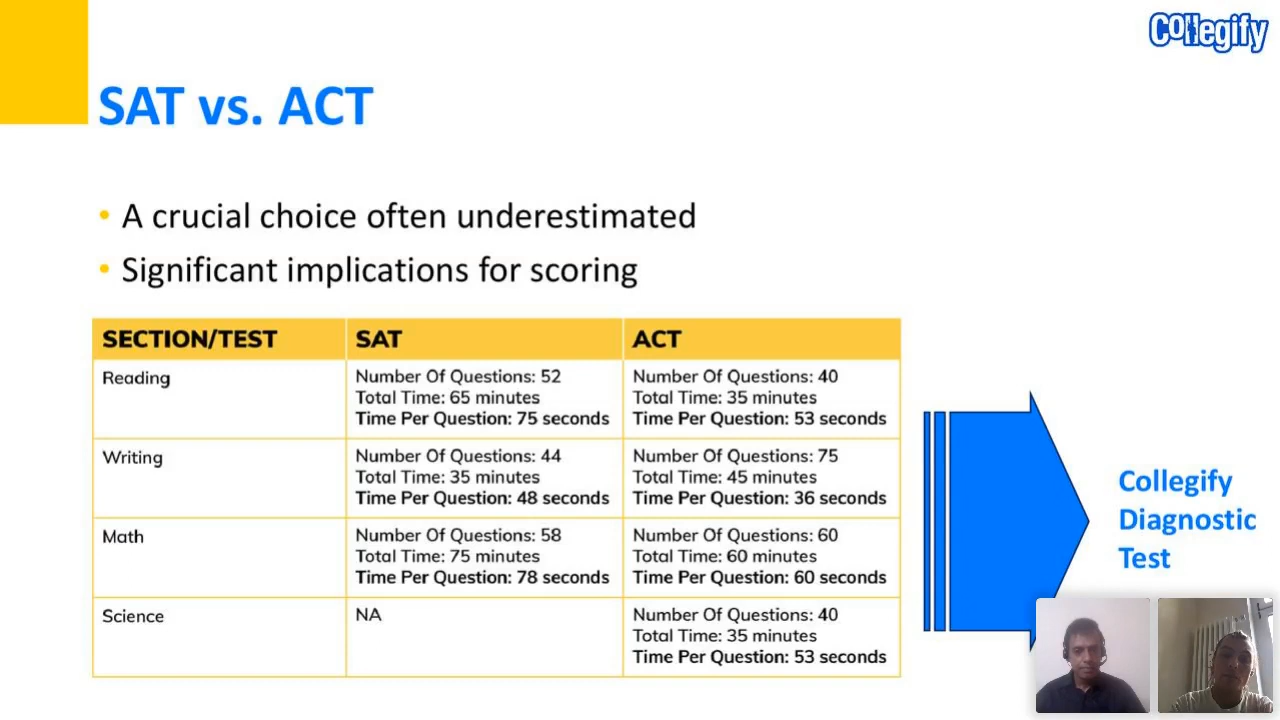 Collegify
SAT vs. ACT
• A crucial choice often underestimated
• Significant implications for scoring
SECTION/TEST SAT ACT
Reading
Number Of Questions: 52
Total Time: 65 minutes
Time Per Question: 75 seconds
Number Of Questions: 40
Total Time: 35 minutes
Time Per Question: 53 seconds
Writing
Number Of Questions: 44
Total Time: 35 minutes
Time Per Question: 48 seconds
Number Of Questions: 75
Total Time: 45 minutes
Time Per Question: 36 seconds
Math
Number Of Questions: 58
Total Time: 75 minutes
Time Per Question: 78 seconds
Number Of Questions: 60
Total Time: 60 minutes
Time Per Question: 60 seconds
Science
NA
Number Of Questions: 40
Total Time: 35 minutes
Time Per Question: 53 seconds
Collegify
Diagnostic
Test